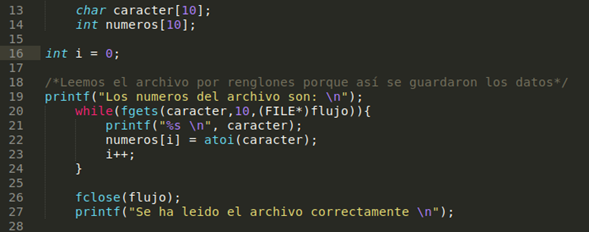 13 char caracter[10];
14 int numeros[10];
15
16 int i = 0;
17
18 /*Leemos el archivo por renglones porque así se guardaron los datos*/
19 printf("Los numeros del archivo son: \n");
20 while(fgets(caracter,10,(FILE*)flujo)){
21 printf("%s \n", caracter);
22 numeros[i] = atoi(caracter);
23 i++;
24 }
25
26 fclose(flujo);
27 printf("Se ha leido el archivo correctamente \n");
28